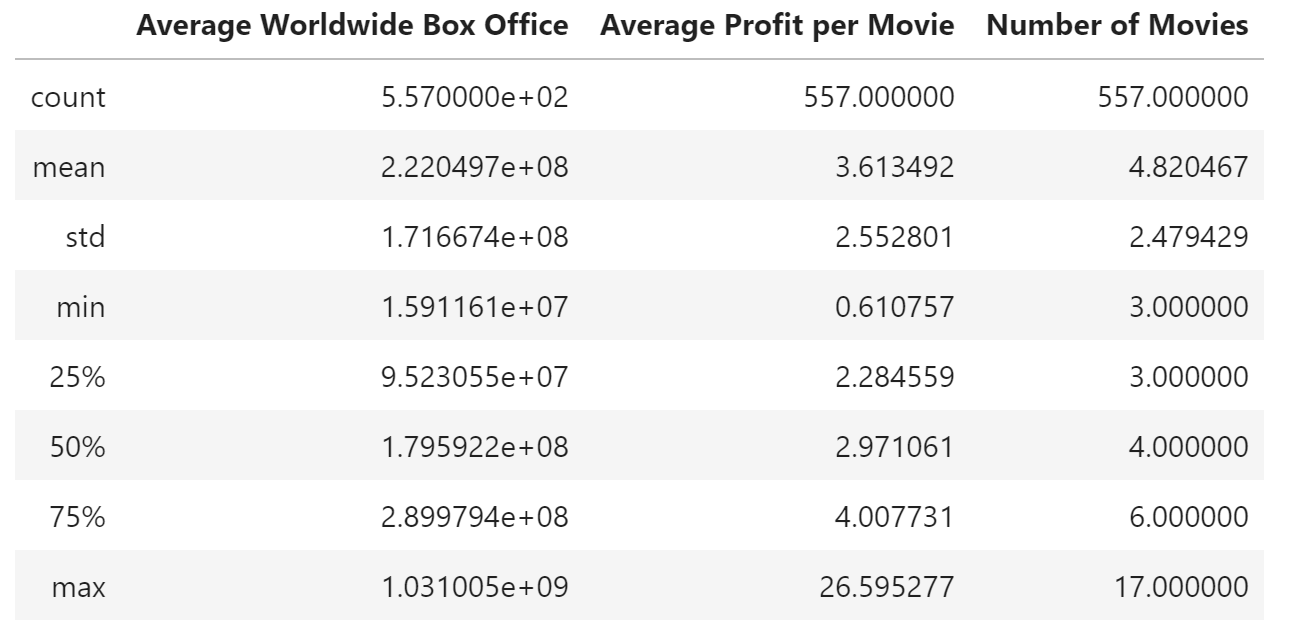 Average Worldwide Box Office Average Profit per Movie Number of Movies
count 5.570000e+02 557.000000 557.000000
mean 2.220497e+08 3.613492 4.820467
std 1.716674e+08 2.552801 2.479429
min 1.591161e+07 0.610757 3.000000
25% 9.523055e+07 2.284559 3.000000
50% 1.795922e+08 2.971061 4.000000
75% 2.899794e+08 4.007731 6.000000
max 1.031005e+09 26.595277 17.000000